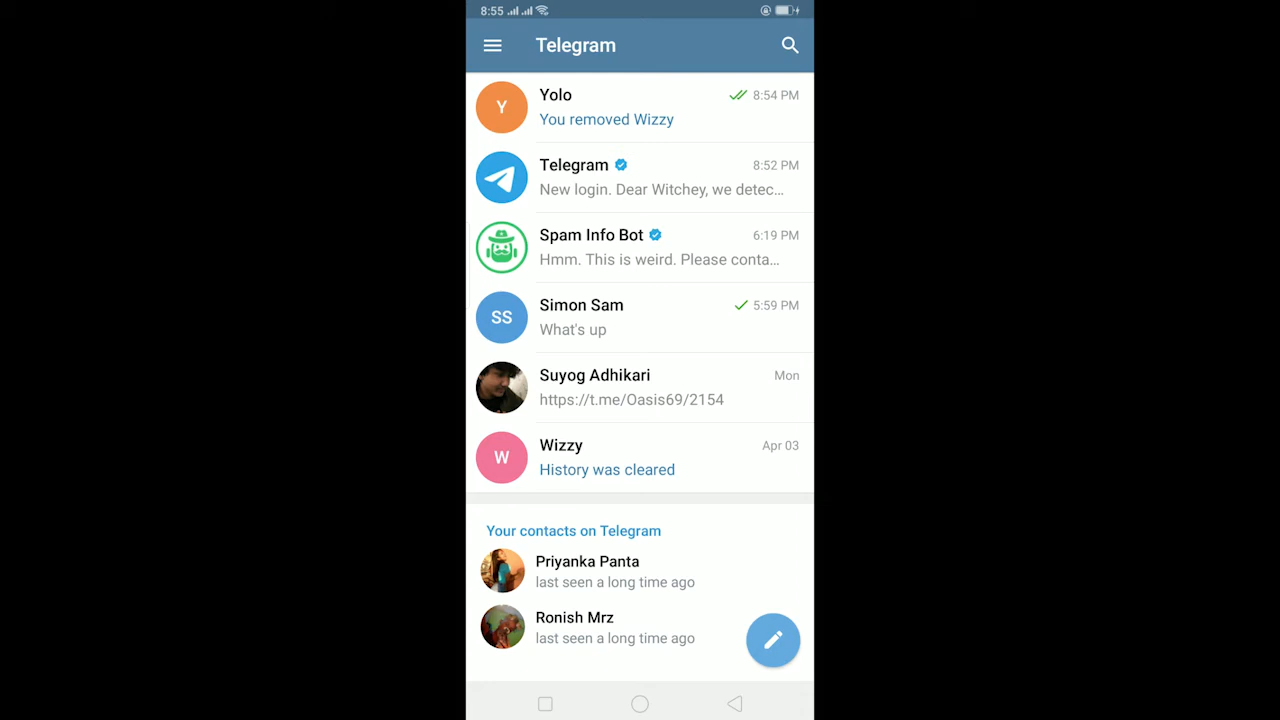 8:55
Telegram
Y
Yolo
8:54 PM
You removed Wizzy
Telegram
8:52 PM
New login. Dear Witchey, we detec...
Spam Info Bot
6:19 PM
Hmm. This is weird. Please conta...
SS
Simon Sam
5:59 PM
What's up
Suyog Adhikari
Mon
https://t.me/Oasis69/2154
W
Wizzy
Apr 03
History was cleared
Your contacts on Telegram
Priyanka Panta
last seen a long time ago
Ronish Mrz
last seen a long time ago